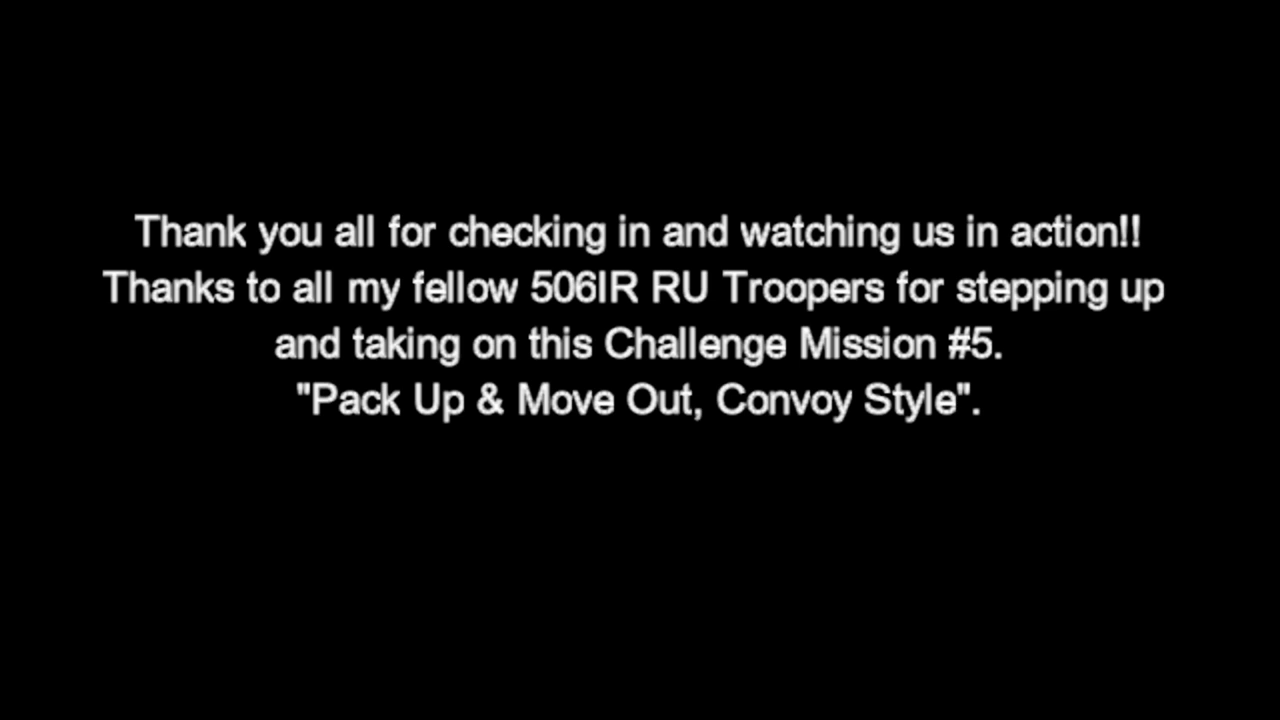 Thank you all for checking in and watching us in action!!
Thanks to all my fellow 506IR RU Troopers for stepping up
and taking on this Challenge Mission #5.
"Pack Up & Move Out, Convoy Style".